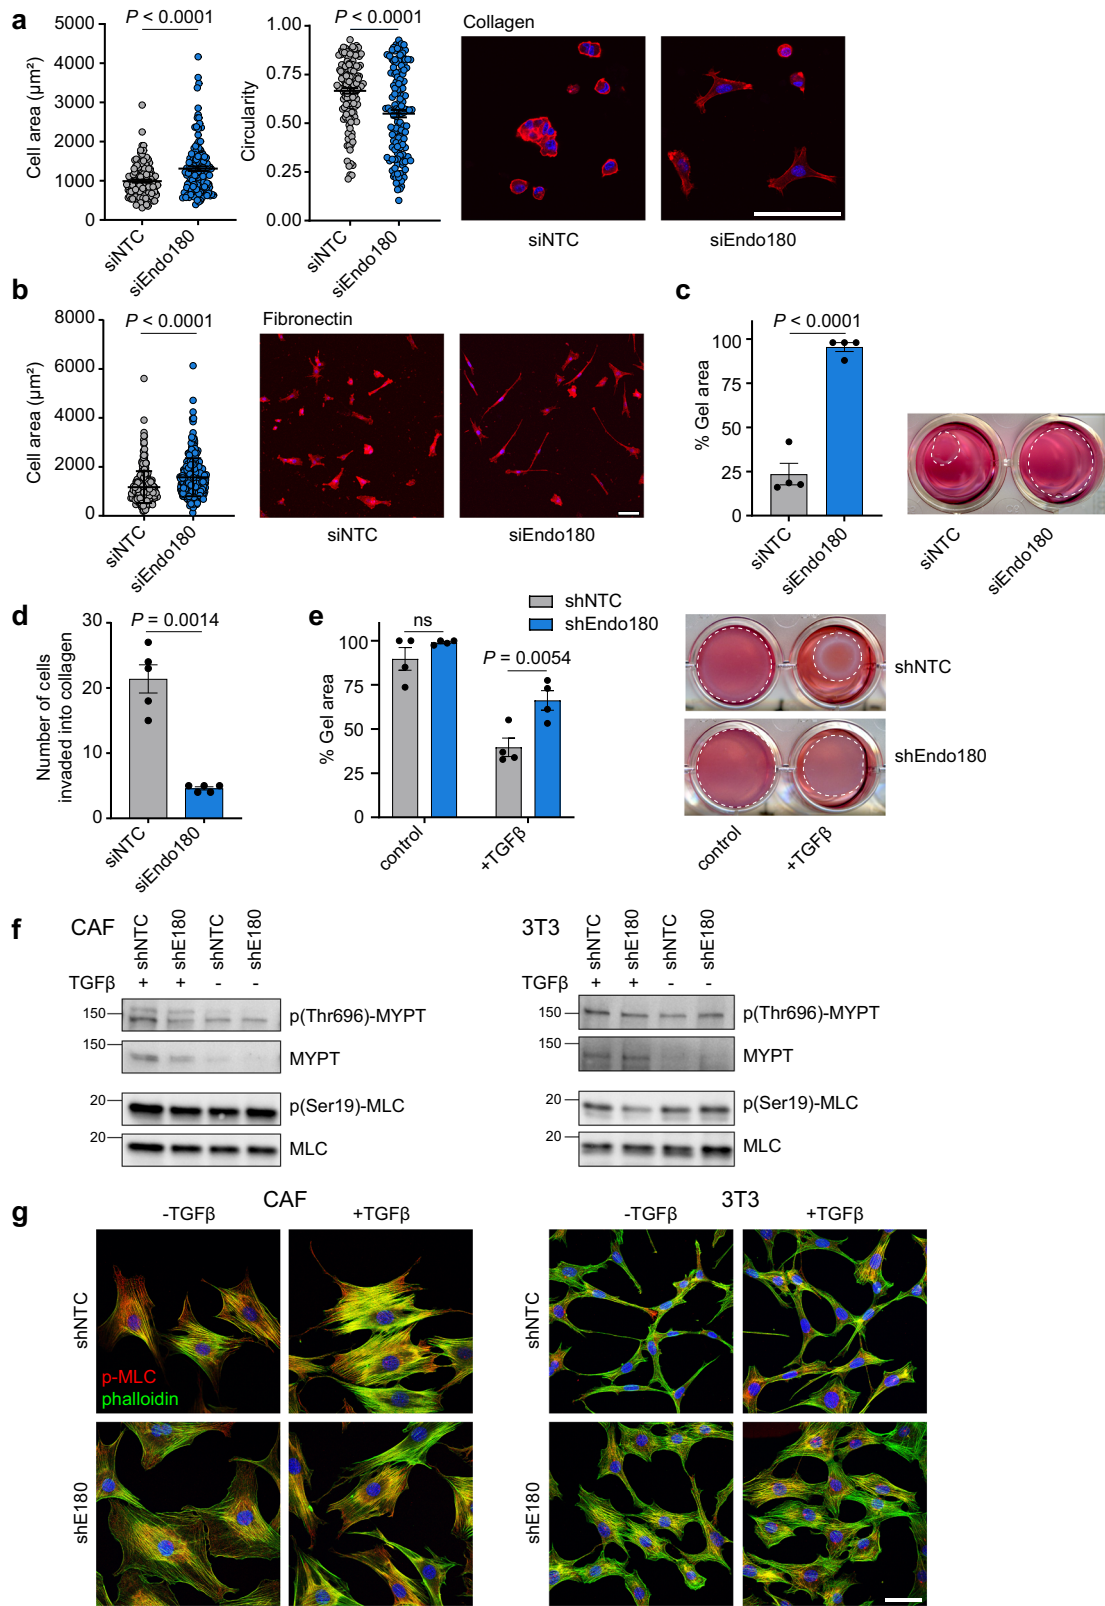 a
Cell area (µm²)
5000
4000
3000
2000
1000
0
P < 0.0001
siNTC
siEndo180
Circularity
1.00
0.75
0.50
0.25
0.00
P < 0.0001
siNTC
siEndo180
Collagen
siNTC
siEndo180
b
Cell area (µm²)
8000
6000
4000
2000
0
P < 0.0001
siNTC
siEndo180
Fibronectin
siNTC
siEndo180
c
% Gel area
100
75
50
25
0
P < 0.0001
siNTC
siEndo180
siNTC
siEndo180
d
Number of cells
invaded into collagen
30
20
10
0
P = 0.0014
siNTC
siEndo180
e
shNTC
shEndo180
% Gel area
100
75
50
25
0
ns
P = 0.0054
control
+TGFβ
shNTC
shEndo180
control
+TGFβ
f
CAF
shNTC
shE180
shNTC
shE180
TGFβ
+ + - -
150
p(Thr696)-MYPT
150
MYPT
20
p(Ser19)-MLC
20
MLC
3T3
shNTC
shE180
shNTC
shE180
TGFβ
+ + - -
150
p(Thr696)-MYPT
150
MYPT
20
p(Ser19)-MLC
20
MLC
g
CAF
-TGFβ
+TGFβ
3T3
-TGFβ
+TGFβ
shNTC
p-MLC
phalloidin
shE180
shNTC
shE180